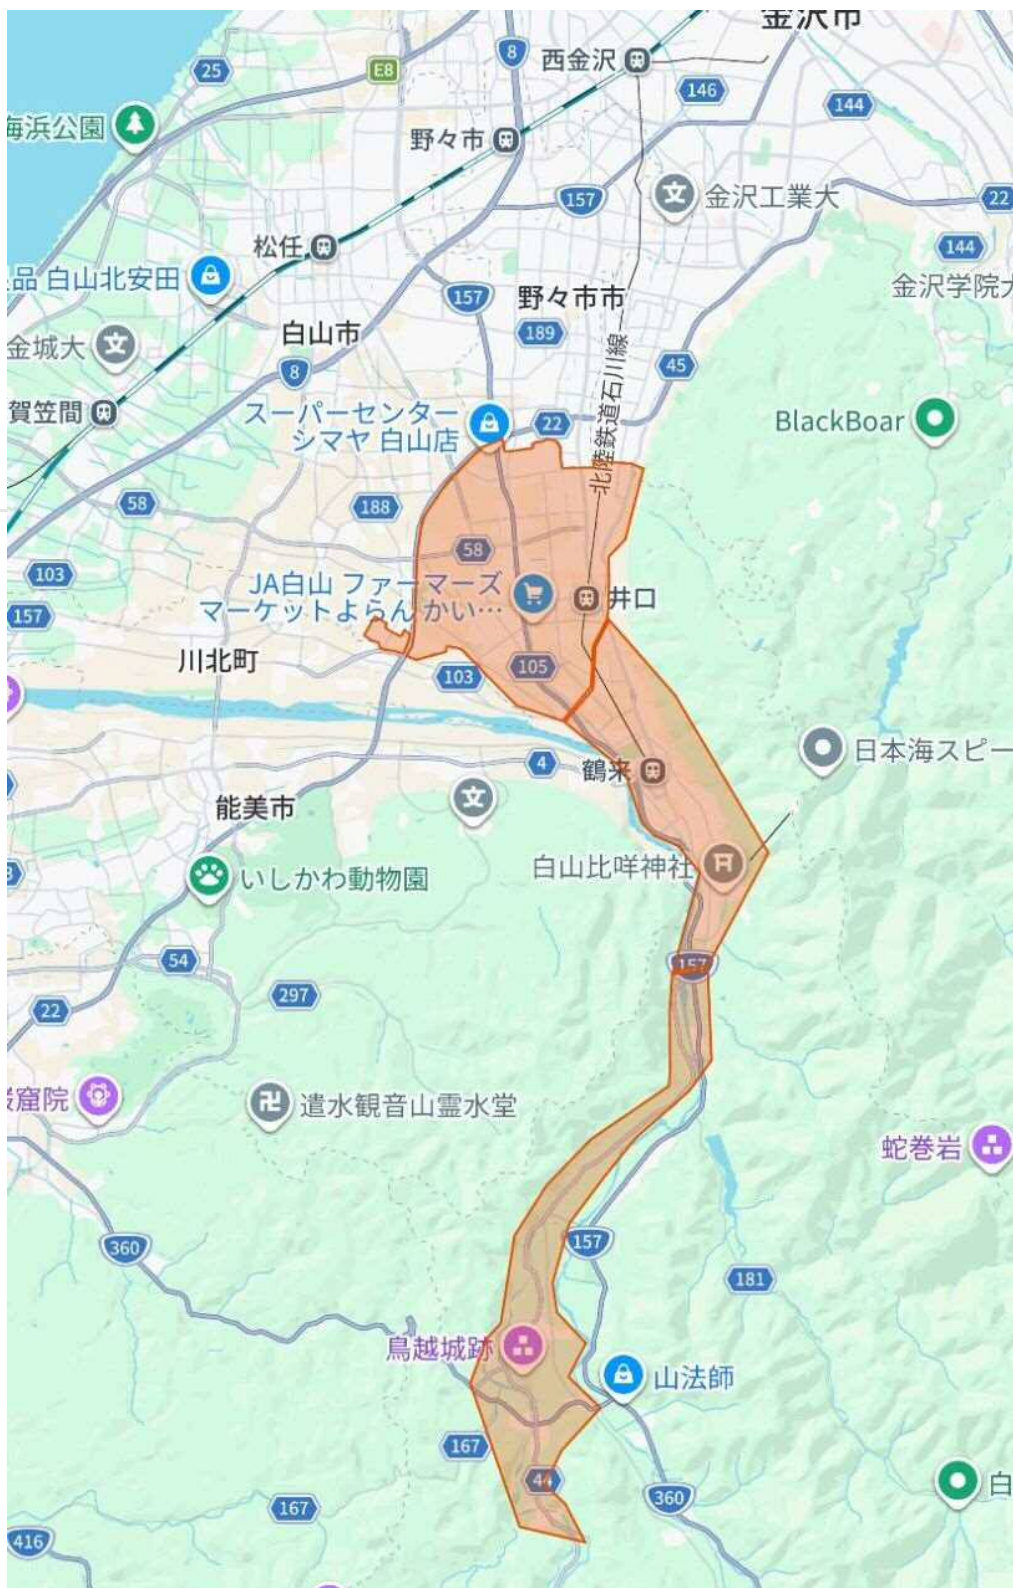 金沢市
8
西金沢
25
E8
146
144
海浜公園
野々市
157
金沢工業大
22
松任
144
品 白山北安田
157
野々市市
金沢学院大
白山市
189
金城大
8
北陸鉄道石川線
45
賀笠間
スーパーセンター
シマヤ 白山店
22
BlackBoar
58
188
58
103
JA白山 ファーマーズ
マーケットよらんかい…
井口
157
川北町
105
103
4
鶴来
日本海スピー
能美市
白山比咩神社
いしかわ動物園
54
157
297
22
窟院
遣水観音山霊水堂
蛇巻岩
360
157
181
鳥越城跡
山法師
167
44
360
白
167
416